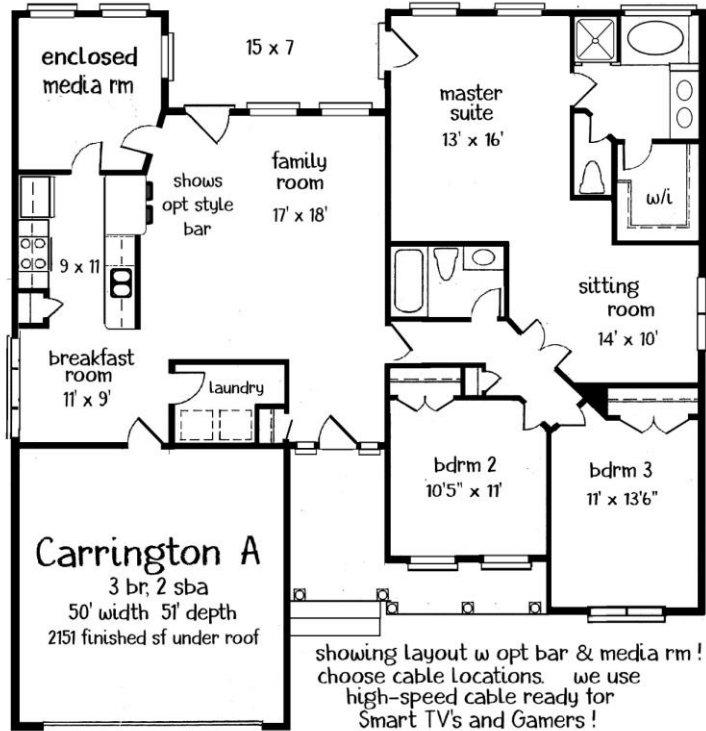 enclosed
media rm
15 x 7
master
suite
13' x 16'
shows
opt style
bar
family
room
17' x 18'
w/i
9 x 11
sitting
room
14' x 10'
breakfast
room
11' x 9'
laundry
bdrm 2
10'5" x 11'
bdrm 3
11' x 13'6"
Carrington A
3 br, 2 sba
50' width 51' depth
2151 finished sf under roof
showing layout w opt bar & media rm !
choose cable locations. we use
high-speed cable ready for
Smart TV's and Gamers !